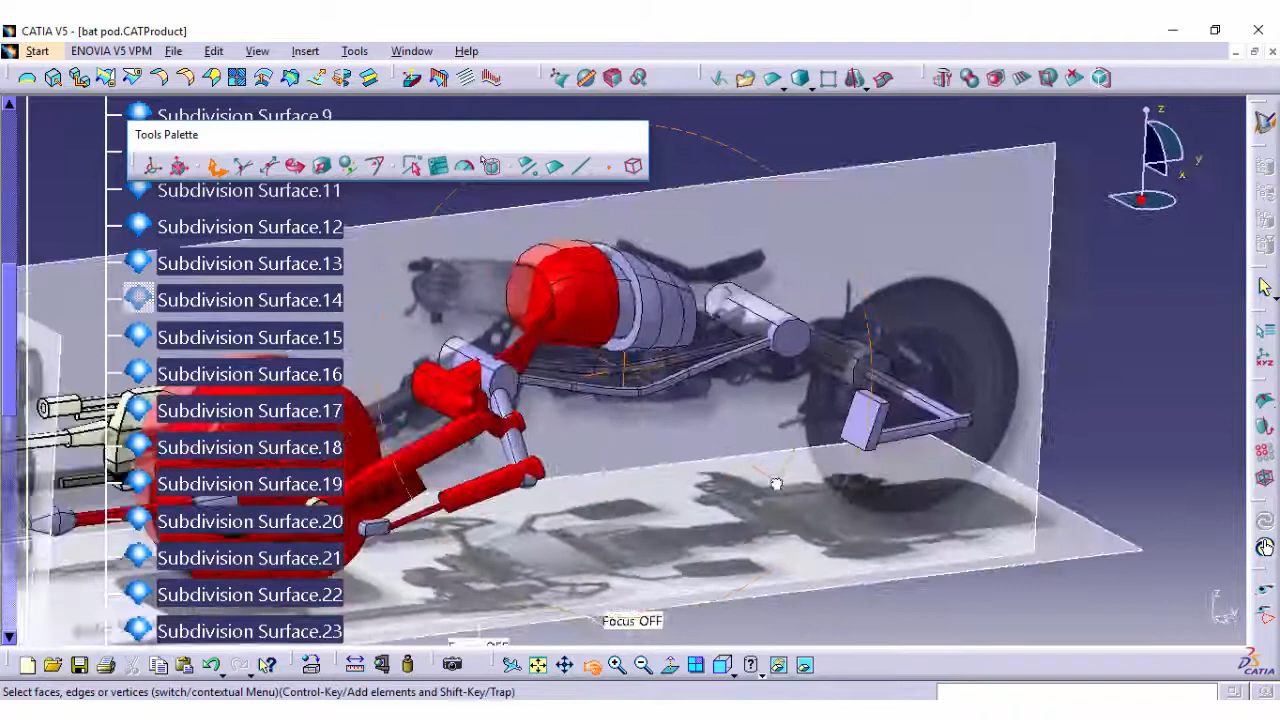 CATIA V5 - [bat pod.CATProduct]
Start ENOVIA V5 VPM File Edit View Insert Tools Window Help
Subdivision Surface.9
Tools Palette
Subdivision Surface.11
Subdivision Surface.12
Subdivision Surface.13
Subdivision Surface.14
Subdivision Surface.15
Subdivision Surface.16
Subdivision Surface.17
Subdivision Surface.18
Subdivision Surface.19
Subdivision Surface.20
Subdivision Surface.21
Subdivision Surface.22
Subdivision Surface.23
z
y
x
XYZ
Focus OFF
z
CATIA
Select faces, edges or vertices (switch/contextual Menu)(Control-Key/Add elements and Shift-Key/Trap)